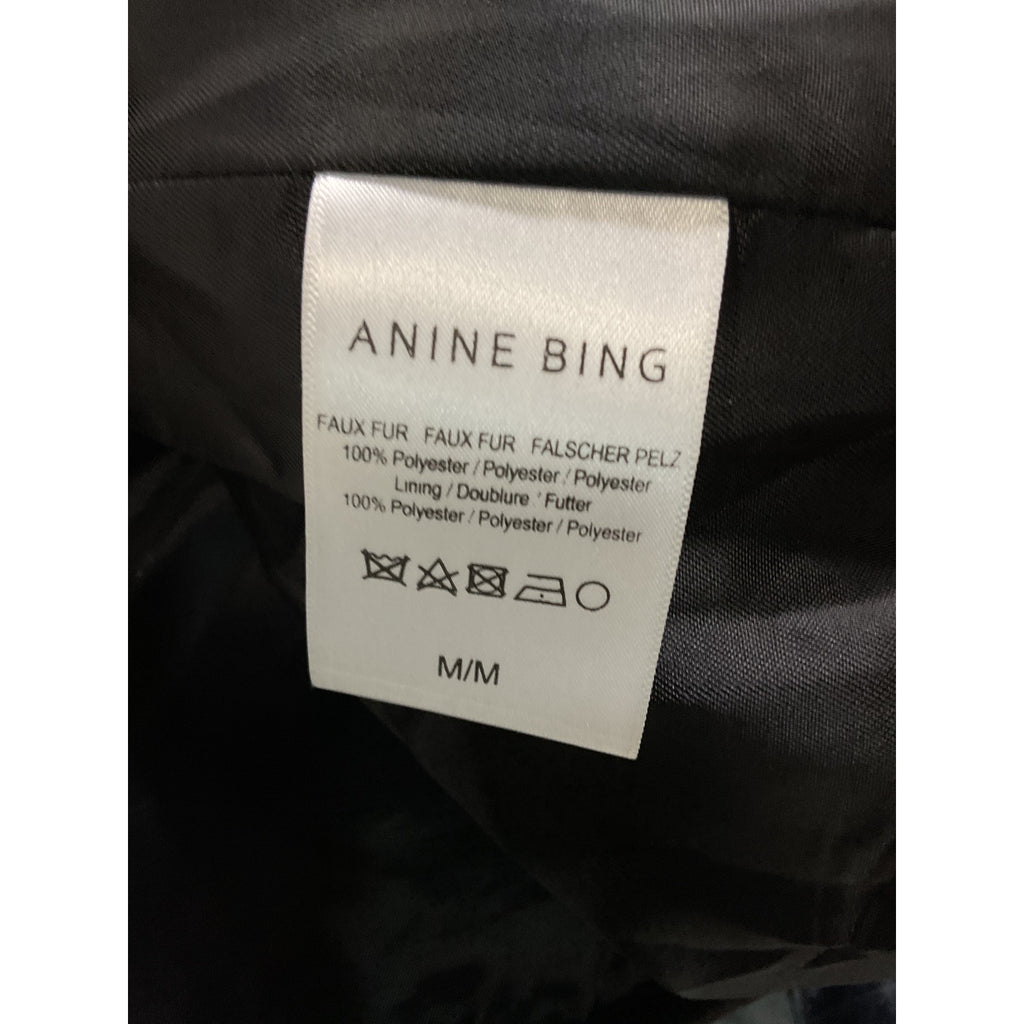 ANINE BING
FAUX FUR FAUX FUR FALSCHER PELZ
100% Polyester / Polyester / Polyester
Lining / Doublure / Futter
100% Polyester / Polyester / Polyester
M/M